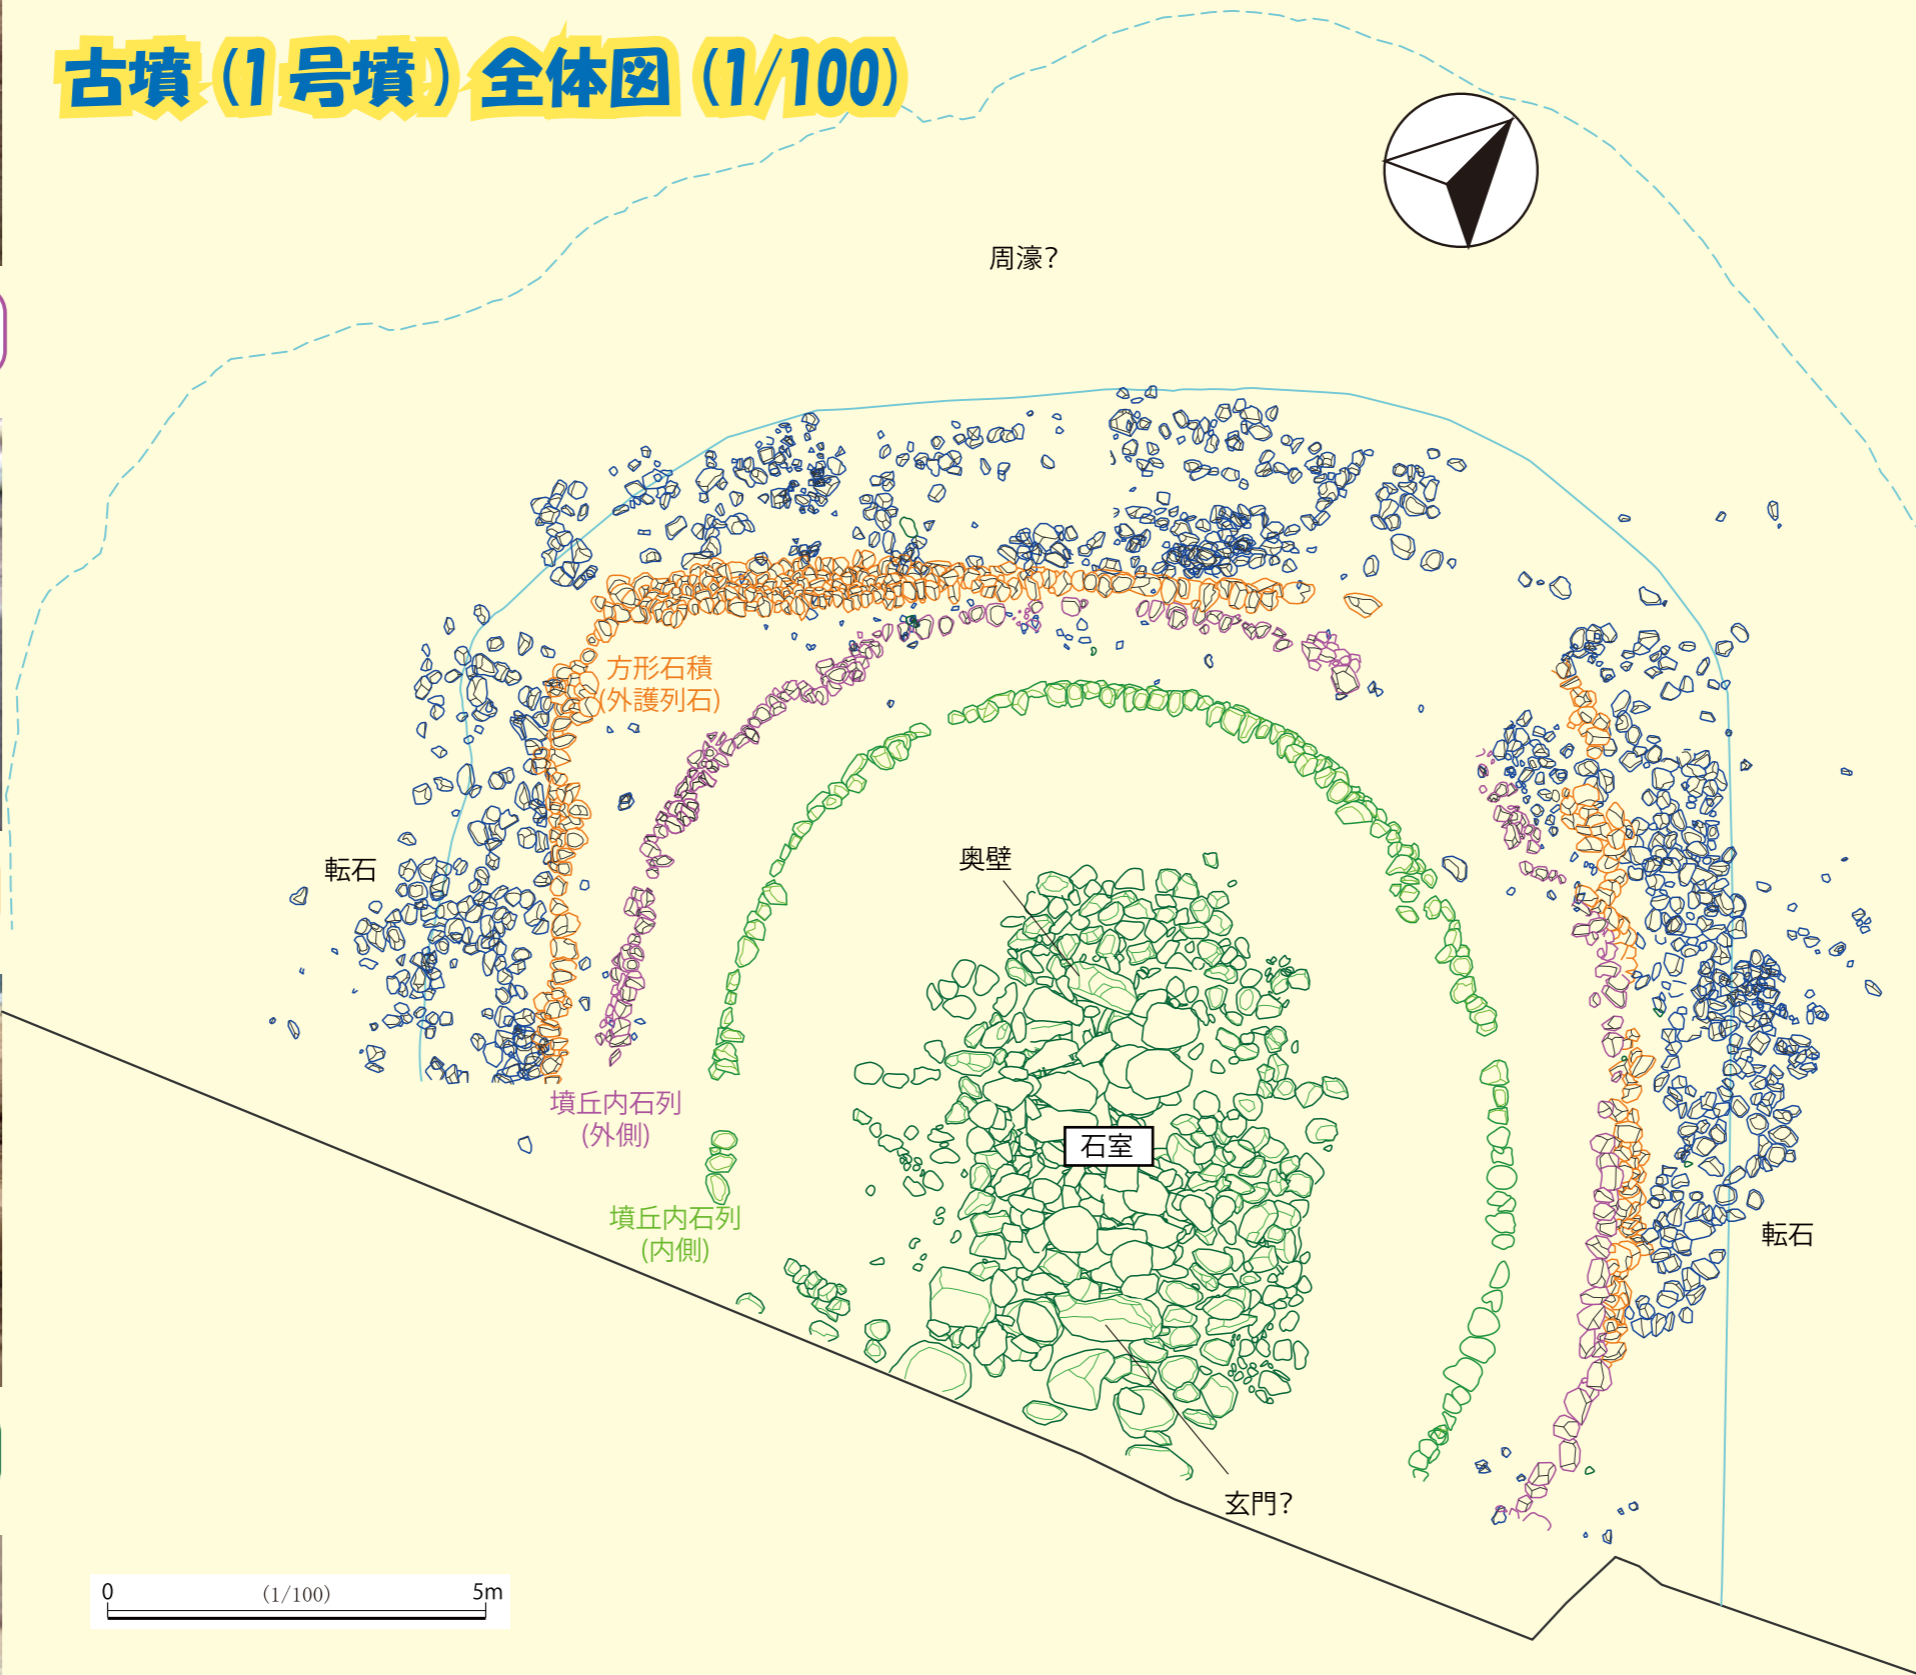 古墳(1号墳)全体図(1/100)
周濠?
方形石積
(外護列石)
転石
奥壁
石室
墳丘内石列
(外側)
墳丘内石列
(内側)
転石
玄門?
0 (1/100) 5m